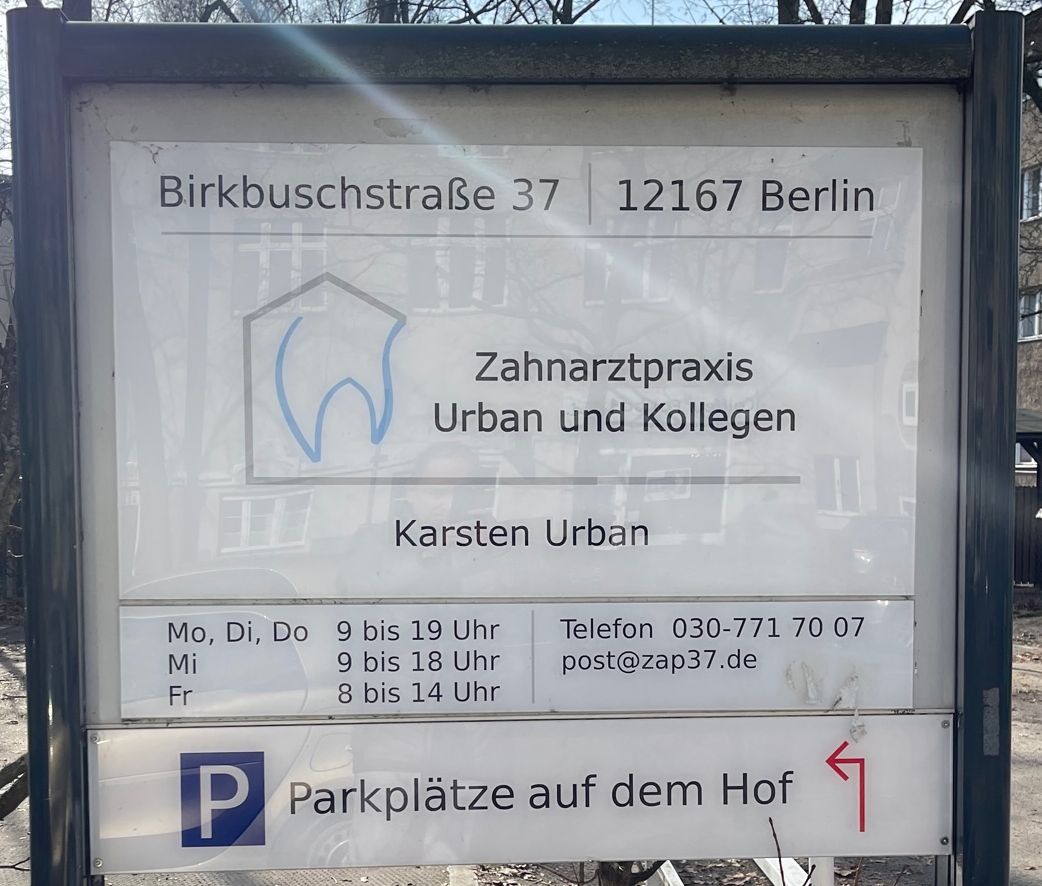 Birkbuschstraße 37 | 12167 Berlin
Zahnarztpraxis
Urban und Kollegen
Karsten Urban
Mo, Di, Do 9 bis 19 Uhr
Mi 9 bis 18 Uhr
Fr 8 bis 14 Uhr
Telefon 030-771 70 07
post@zap37.de
P Parkplätze auf dem Hof